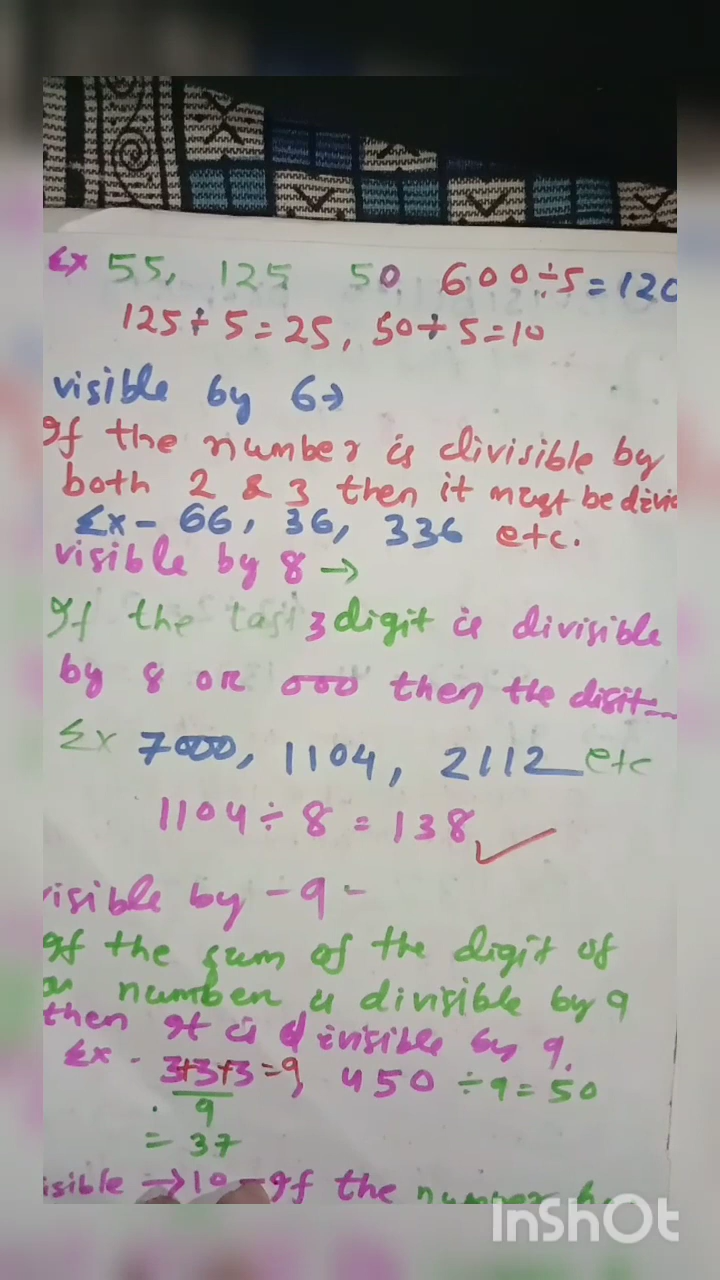 Ex 55, 125 50 600÷5=120
125÷5=25, 50÷5=10
visible by 6→
If the number is divisible by
both 2 & 3 then it must be divi
Ex- 66, 36, 336 etc.
visible by 8 →
If the last 3 digit is divisible
by 8 or 000 then the digit...
Ex 7000, 1104, 2112 etc
1104 ÷ 8 = 138
visible by -9-
If the sum of the digit of
an number is divisible by 9
then It is divisible by 9.
Ex - 3+3+3=9, 450 ÷9=50
9
= 37
isible →10-If the number
InShOt